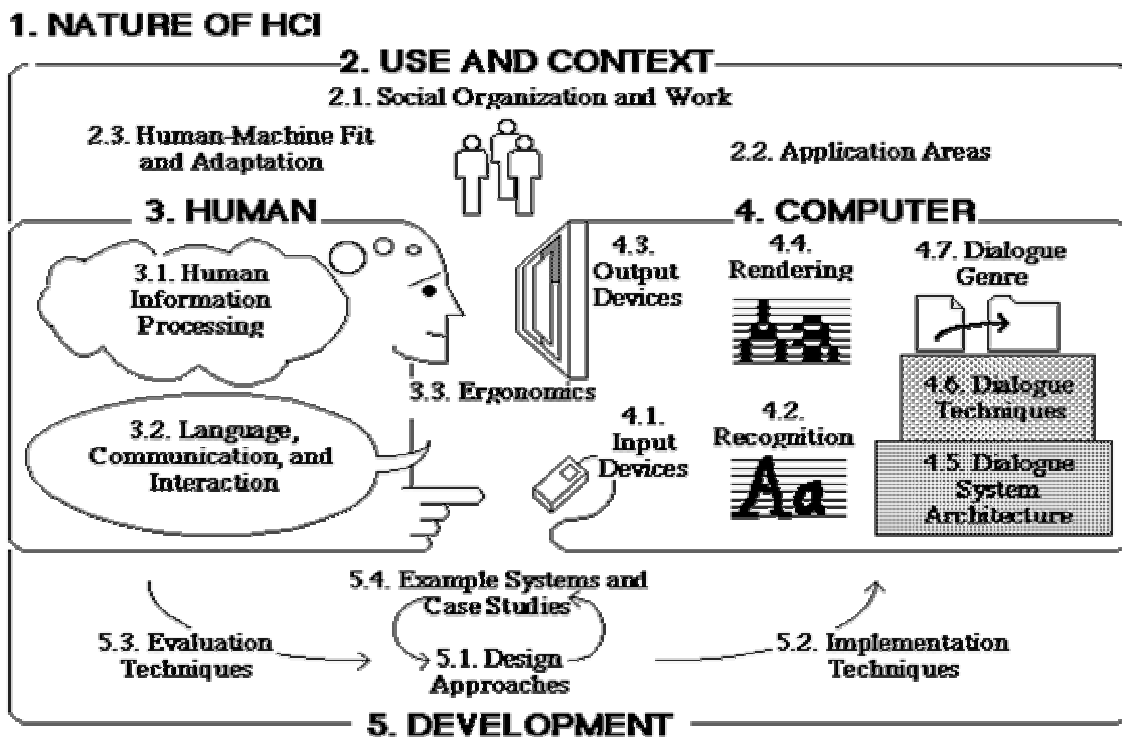 1. NATURE OF HCI
2. USE AND CONTEXT
2.1. Social Organization and Work
2.3. Human-Machine Fit
and Adaptation
2.2. Application Areas
3. HUMAN
3.1. Human
Information
Processing
3.2. Language,
Communication, and
Interaction
3.3. Ergonomics
4. COMPUTER
4.3.
Output
Devices
4.4.
Rendering
4.7. Dialogue
Genre
4.6. Dialogue
Techniques
4.1.
Input
Devices
4.2.
Recognition
Aa
4.5. Dialogue
System
Architecture
5.4. Example Systems and
Case Studies
5.3. Evaluation
Techniques
5.1. Design
Approaches
5.2. Implementation
Techniques
5. DEVELOPMENT